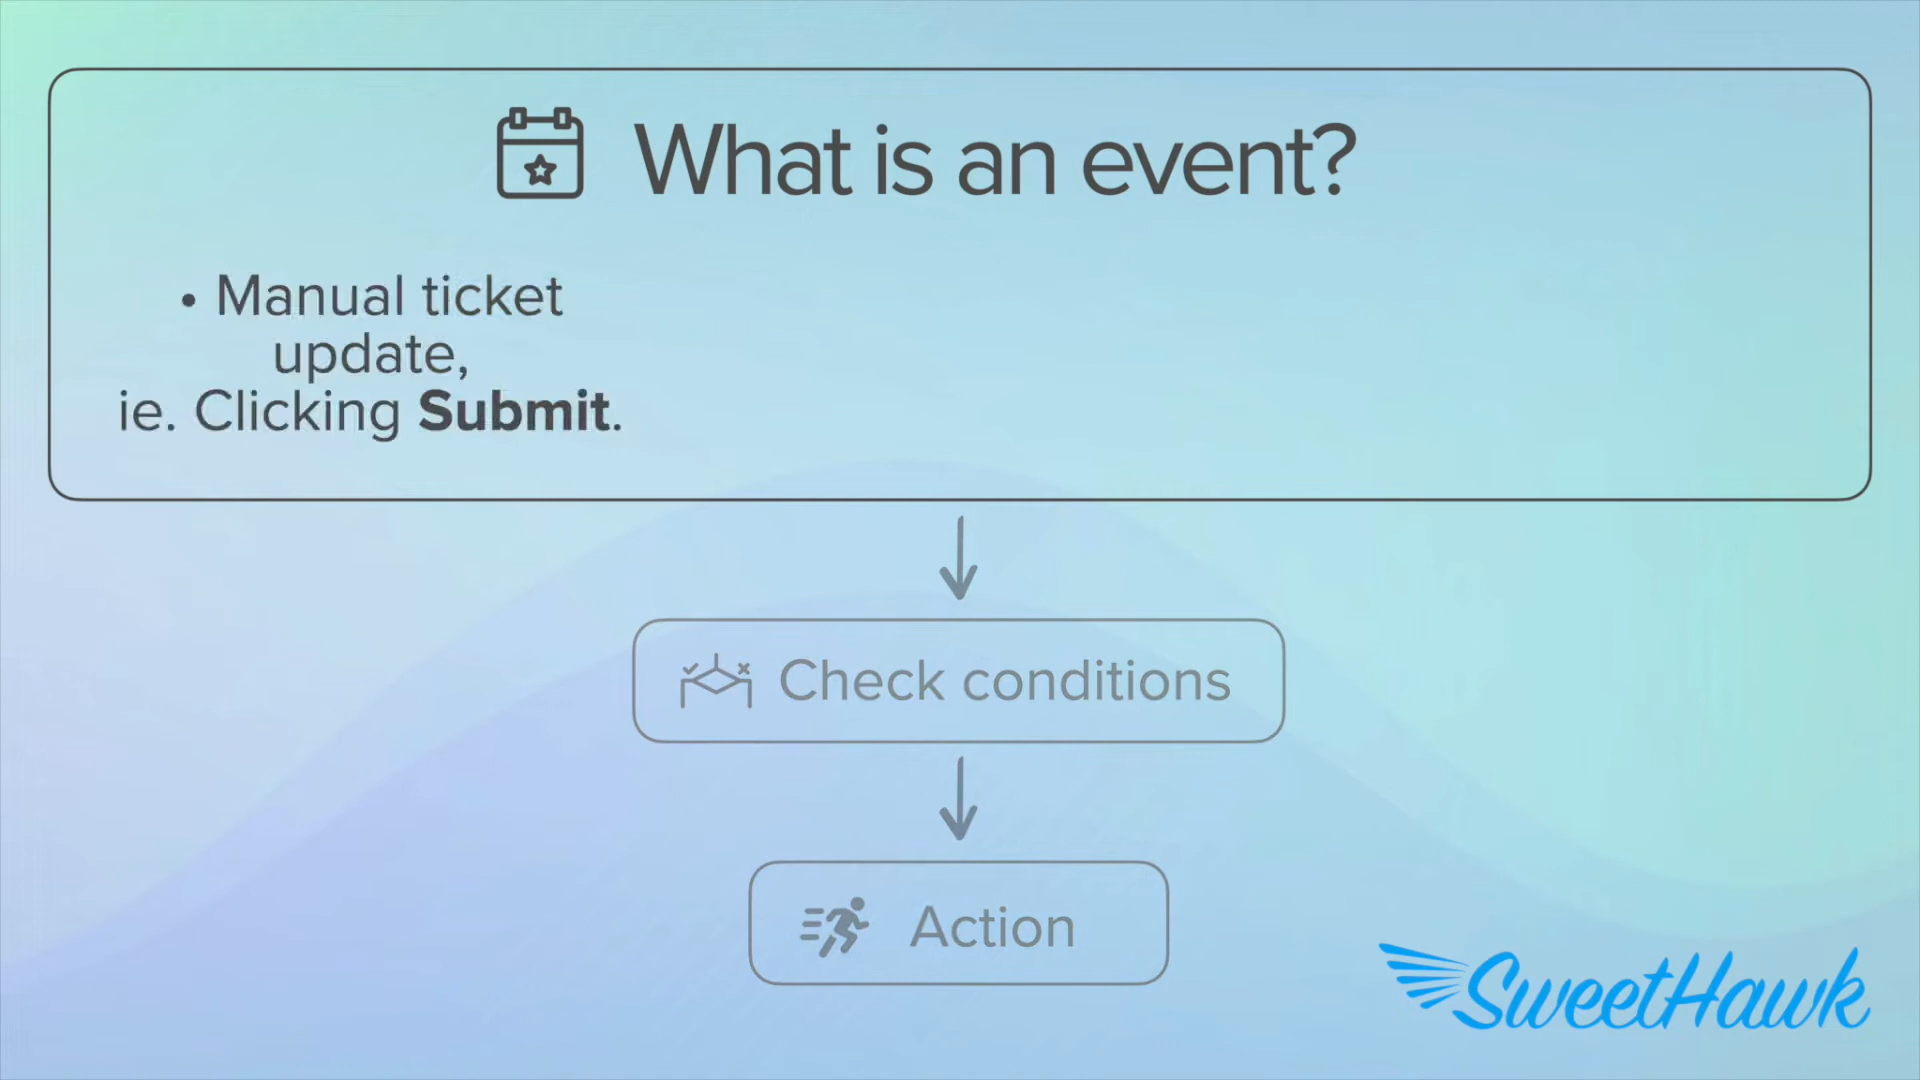 What is an event?
• Manual ticket
update,
ie. Clicking Submit.
Check conditions
Action
SweetHawk